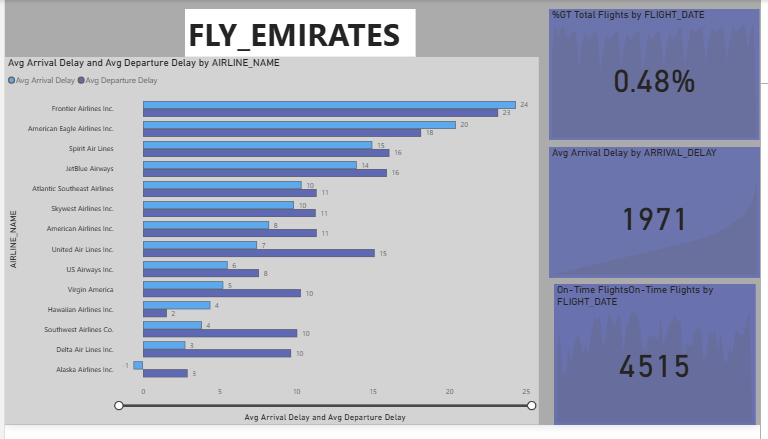 FLY_EMIRATES
Avg Arrival Delay and Avg Departure Delay by AIRLINE_NAME
Avg Arrival Delay Avg Departure Delay
AIRLINE_NAME
Frontier Airlines Inc. 24 23
American Eagle Airlines Inc. 20 18
Spirit Air Lines 15 16
JetBlue Airways 14 16
Atlantic Southeast Airlines 10 11
Skywest Airlines Inc. 10 11
American Airlines Inc. 8 11
United Air Lines Inc. 7 15
US Airways Inc. 6 8
Virgin America 5 10
Hawaiian Airlines Inc. 4 2
Southwest Airlines Co. 4 10
Delta Air Lines Inc. 3 10
Alaska Airlines Inc. -1 3
0 5 10 15 20 25
Avg Arrival Delay and Avg Departure Delay
%GT Total Flights by FLIGHT_DATE
0.48%
Avg Arrival Delay by ARRIVAL_DELAY
1971
On-Time FlightsOn-Time Flights by
FLIGHT_DATE
4515